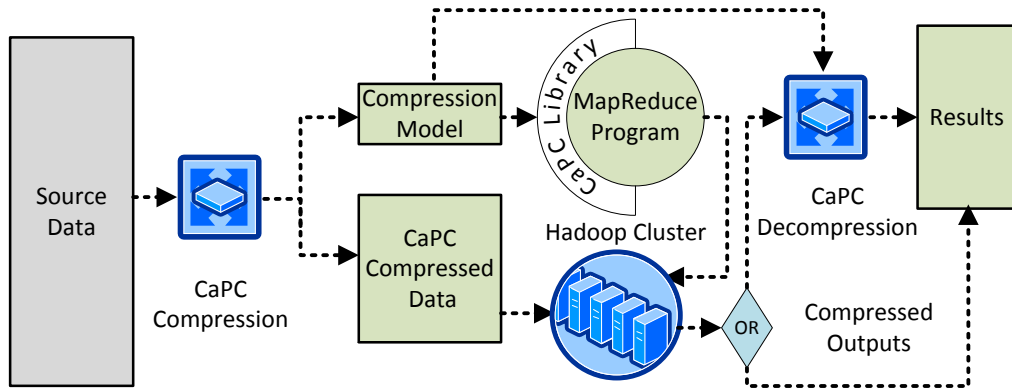 Source
Data
CaPC
Compression
Compression
Model
CaPC
Compressed
Data
CaPC Library
MapReduce
Program
Hadoop Cluster
OR
CaPC
Decompression
Compressed
Outputs
Results